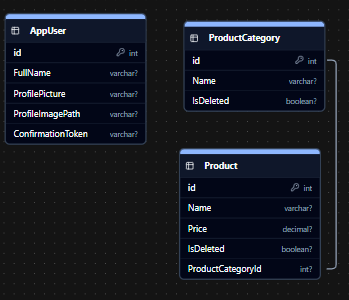 AppUser
id int
FullName varchar?
ProfilePicture varchar?
ProfileImagePath varchar?
ConfirmationToken varchar?
ProductCategory
id int
Name varchar?
IsDeleted boolean?
Product
id int
Name varchar?
Price decimal?
IsDeleted boolean?
ProductCategoryId int?